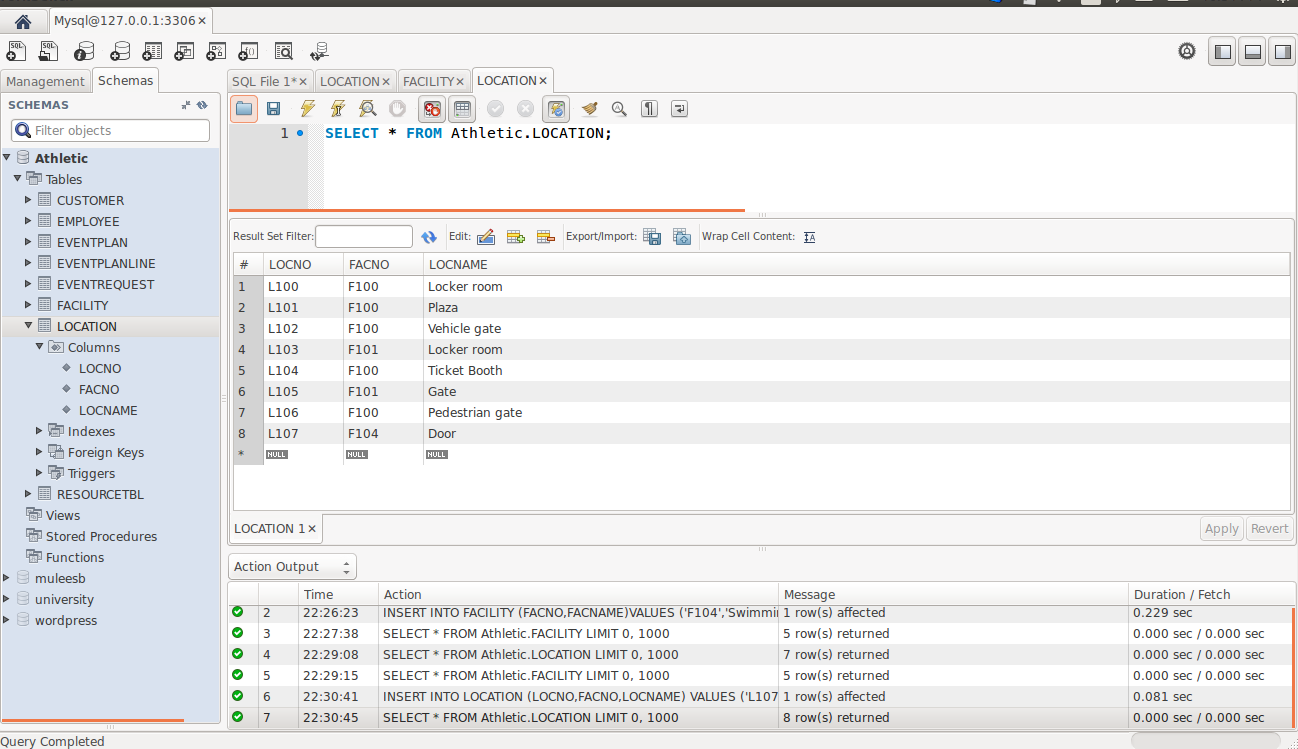 Mysql@127.0.0.1:3306
Management Schemas SQL File 1* LOCATION FACILITY LOCATION
SCHEMAS
Filter objects
Athletic
Tables
CUSTOMER
EMPLOYEE
EVENTPLAN
EVENTPLANLINE
EVENTREQUEST
FACILITY
LOCATION
Columns
LOCNO
FACNO
LOCNAME
Indexes
Foreign Keys
Triggers
RESOURCETBL
Views
Stored Procedures
Functions
muleesb
university
wordpress
1 SELECT * FROM Athletic.LOCATION;
Result Set Filter: Edit: Export/Import: Wrap Cell Content:
# LOCNO FACNO LOCNAME
1 L100 F100 Locker room
2 L101 F100 Plaza
3 L102 F100 Vehicle gate
4 L103 F101 Locker room
5 L104 F100 Ticket Booth
6 L105 F101 Gate
7 L106 F100 Pedestrian gate
8 L107 F104 Door
* NULL NULL NULL
LOCATION 1 Apply Revert
Action Output
Time Action Message Duration / Fetch
2 22:26:23 INSERT INTO FACILITY (FACNO,FACNAME)VALUES ('F104','Swimmin 1 row(s) affected 0.229 sec
3 22:27:38 SELECT * FROM Athletic.FACILITY LIMIT 0, 1000 5 row(s) returned 0.000 sec / 0.000 sec
4 22:29:08 SELECT * FROM Athletic.LOCATION LIMIT 0, 1000 7 row(s) returned 0.000 sec / 0.000 sec
5 22:29:15 SELECT * FROM Athletic.FACILITY LIMIT 0, 1000 5 row(s) returned 0.000 sec / 0.000 sec
6 22:30:41 INSERT INTO LOCATION (LOCNO,FACNO,LOCNAME) VALUES ('L107 1 row(s) affected 0.081 sec
7 22:30:45 SELECT * FROM Athletic.LOCATION LIMIT 0, 1000 8 row(s) returned 0.000 sec / 0.000 sec
Query Completed